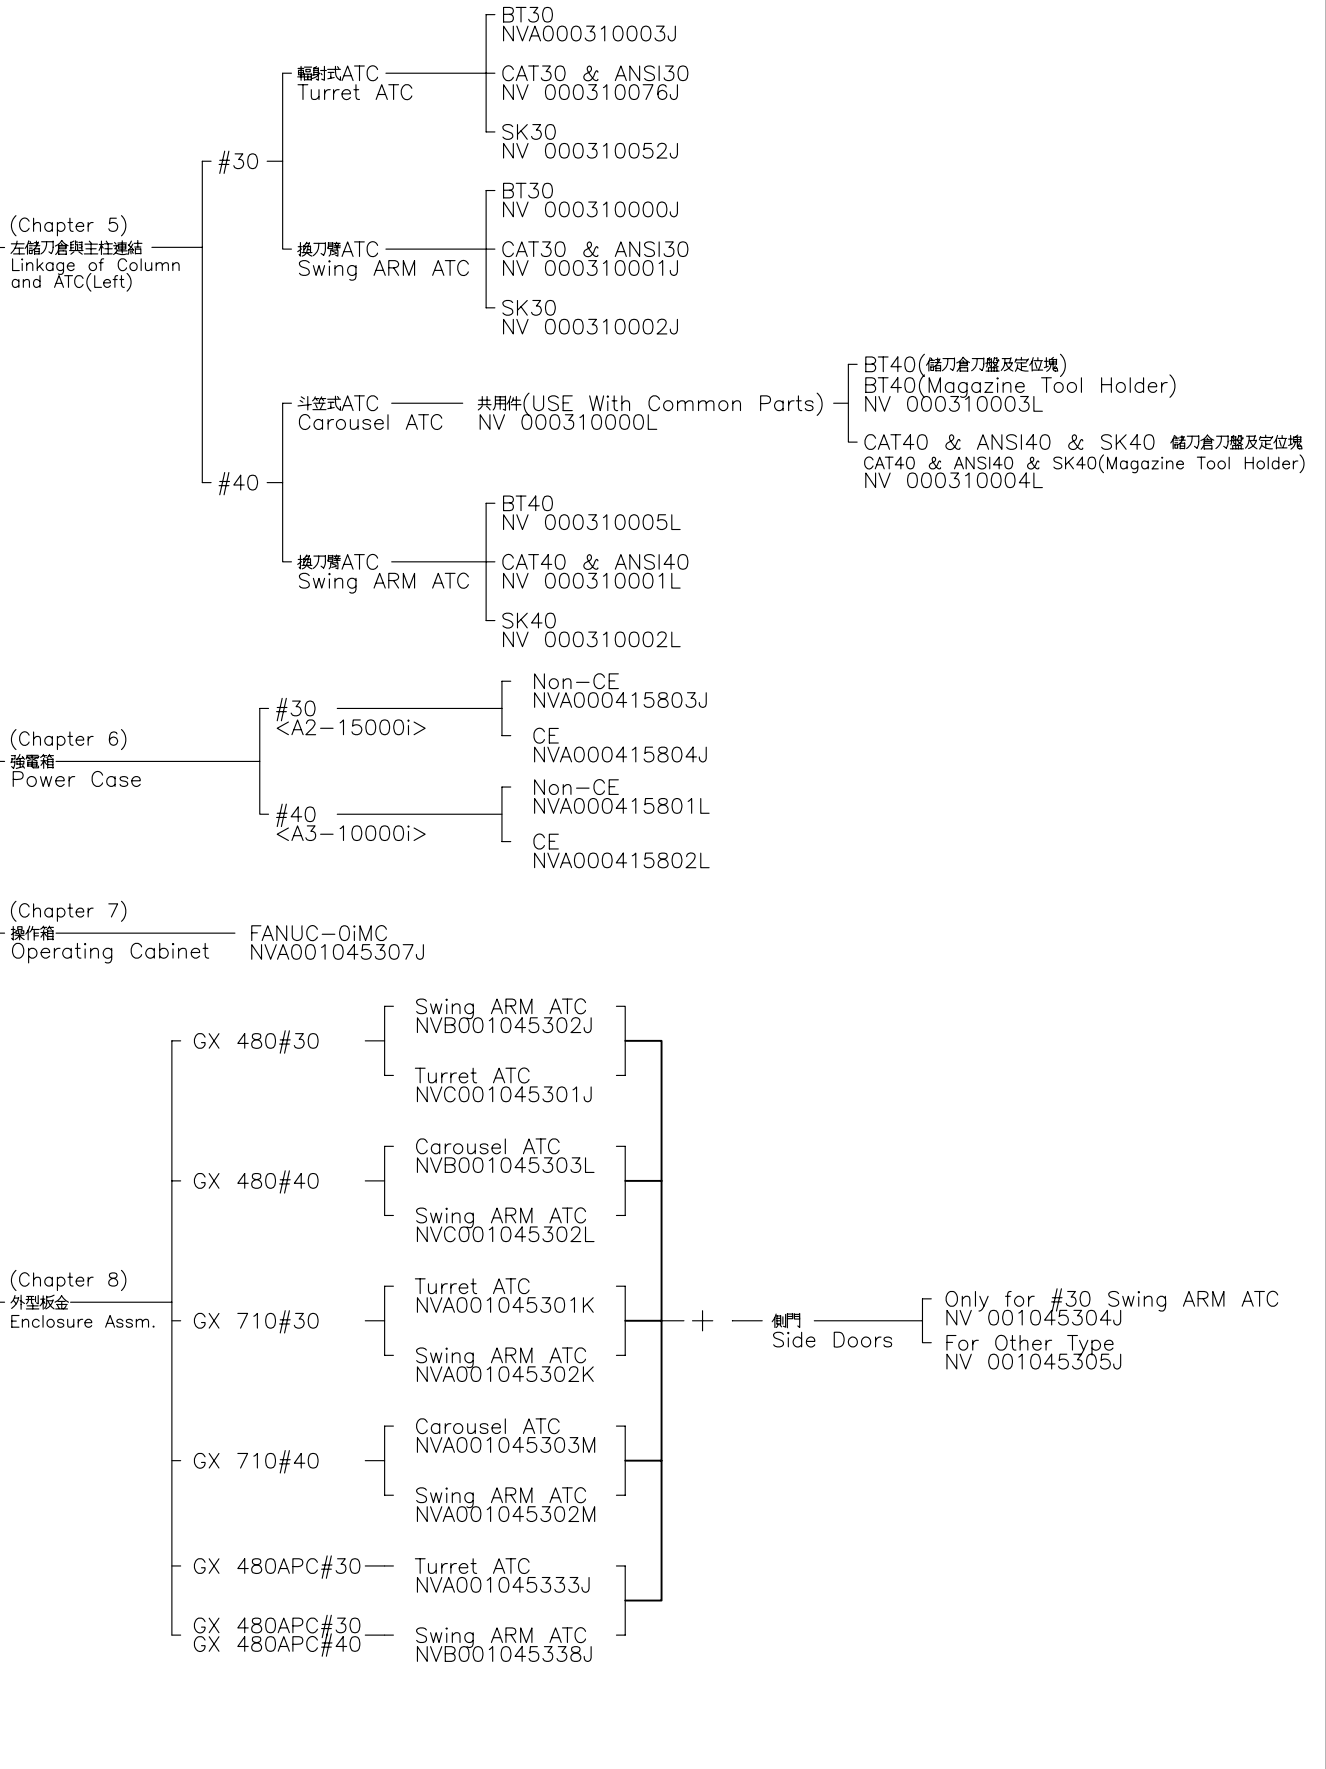 (Chapter 5)
左儲刀倉與主柱連結
Linkage of Column
and ATC(Left)
#30
輻射式ATC
Turret ATC
BT30
NVA000310003J
CAT30 & ANSI30
NV 000310076J
SK30
NV 000310052J
換刀臂ATC
Swing ARM ATC
BT30
NV 000310000J
CAT30 & ANSI30
NV 000310001J
SK30
NV 000310002J
#40
斗笠式ATC
Carousel ATC
共用件(USE With Common Parts)
NV 000310000L
BT40(儲刀倉刀盤及定位塊)
BT40(Magazine Tool Holder)
NV 000310003L
CAT40 & ANSI40 & SK40 儲刀倉刀盤及定位塊
CAT40 & ANSI40 & SK40(Magazine Tool Holder)
NV 000310004L
換刀臂ATC
Swing ARM ATC
BT40
NV 000310005L
CAT40 & ANSI40
NV 000310001L
SK40
NV 000310002L
(Chapter 6)
強電箱
Power Case
#30
<A2-15000i>
Non-CE
NVA000415803J
CE
NVA000415804J
#40
<A3-10000i>
Non-CE
NVA000415801L
CE
NVA000415802L
(Chapter 7)
操作箱
Operating Cabinet
FANUC-0iMC
NVA001045307J
(Chapter 8)
外型板金
Enclosure Assm.
GX 480#30
Swing ARM ATC
NVB001045302J
Turret ATC
NVC001045301J
GX 480#40
Carousel ATC
NVB001045303L
Swing ARM ATC
NVC001045302L
GX 710#30
Turret ATC
NVA001045301K
Swing ARM ATC
NVA001045302K
GX 710#40
Carousel ATC
NVA001045303M
Swing ARM ATC
NVA001045302M
GX 480APC#30
Turret ATC
NVA001045333J
GX 480APC#30
GX 480APC#40
Swing ARM ATC
NVB001045338J
+
側門
Side Doors
Only for #30 Swing ARM ATC
NV 001045304J
For Other Type
NV 001045305J